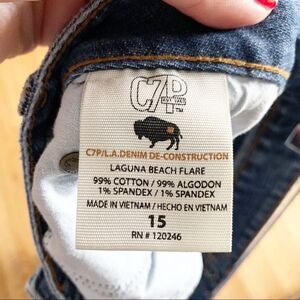 C7P
C7P/L.A.DENIM DE-CONSTRUCTION
LAGUNA BEACH FLARE
99% COTTON / 99% ALGODON
1% SPANDEX / 1% SPANDEX
MADE IN VIETNAM / HECHO EN VIETNAM
15
RN # 120246